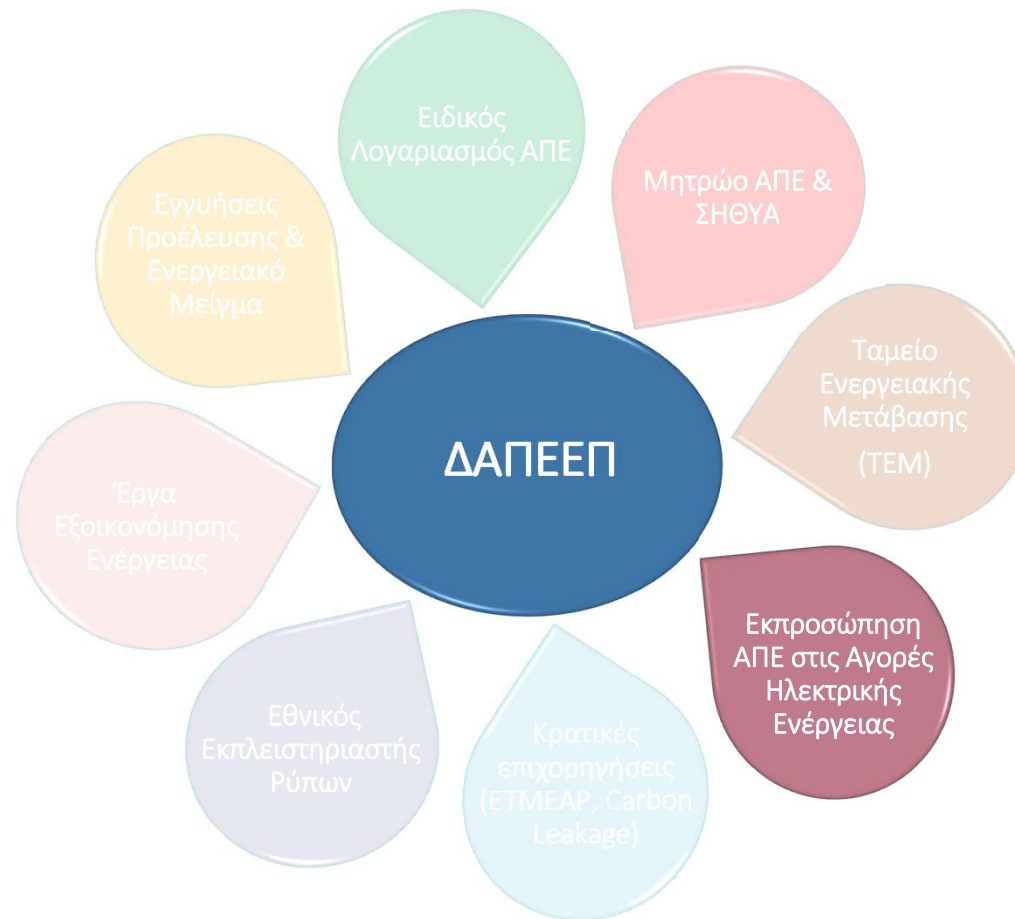 Ειδικός
Λογαριασμός ΑΠΕ
Μητρώο ΑΠΕ &
ΣΗΘΥΑ
Ταμείο
Ενεργειακής
Μετάβασης
(ΤΕΜ)
Εκπροσώπηση
ΑΠΕ στις Αγορές
Ηλεκτρικής
Ενέργειας
Κρατικές
επιχορηγήσεις
(ΕΤΜΕΑΡ, Carbon
Leakage)
Εθνικός
Εκπλειστηριαστής
Ρύπων
Έργα
Εξοικονόμησης
Ενέργειας
Εγγυήσεις
Προέλευσης &
Ενεργειακό
Μείγμα
ΔΑΠΕΕΠ